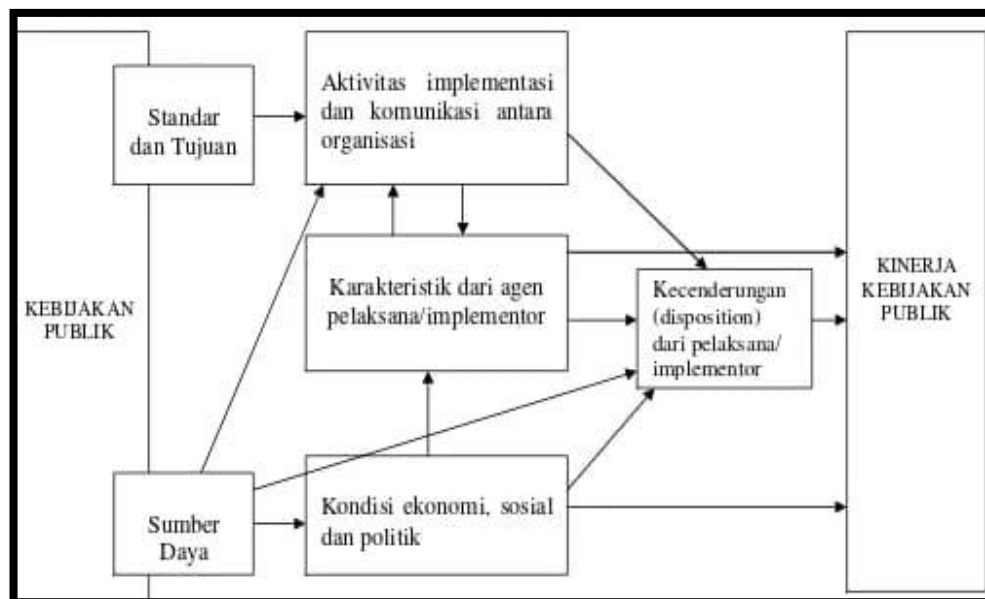 KEBIJAKAN
PUBLIK
Standar
dan Tujuan
Sumber
Daya
Aktivitas implementasi
dan komunikasi antara
organisasi
Karakteristik dari agen
pelaksana/implementor
Kondisi ekonomi, sosial
dan politik
Kecenderungan
(disposition)
dari pelaksana/
implementor
KINERJA
KEBIJAKAN
PUBLIK